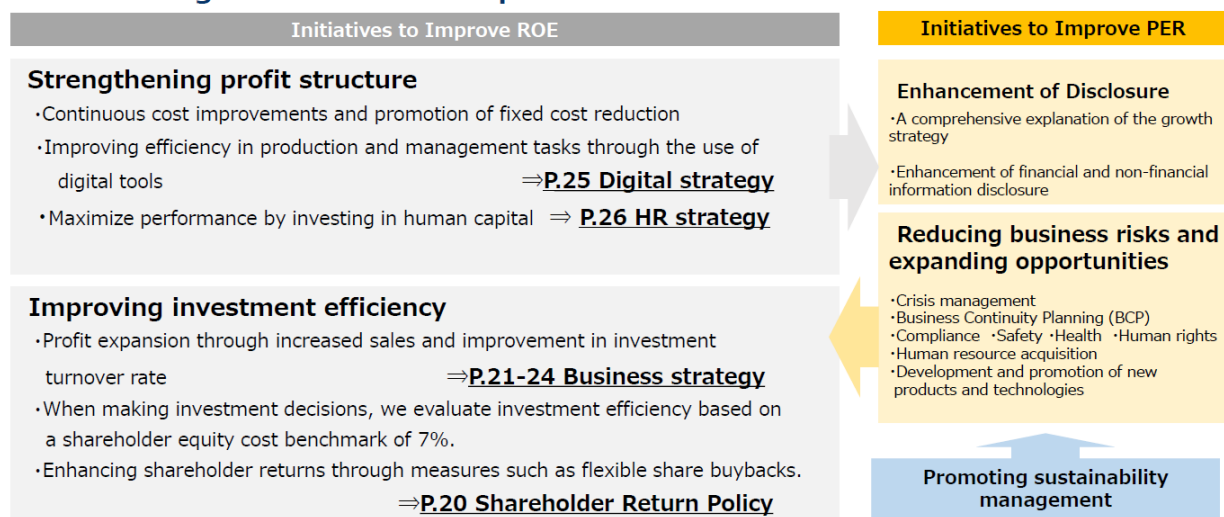 Initiatives to Improve ROE
Strengthening profit structure
・Continuous cost improvements and promotion of fixed cost reduction
・Improving efficiency in production and management tasks through the use of
digital tools ⇒P.25 Digital strategy
・Maximize performance by investing in human capital ⇒ P.26 HR strategy
Improving investment efficiency
・Profit expansion through increased sales and improvement in investment
turnover rate ⇒P.21-24 Business strategy
・When making investment decisions, we evaluate investment efficiency based on
a shareholder equity cost benchmark of 7%.
・Enhancing shareholder returns through measures such as flexible share buybacks.
⇒P.20 Shareholder Return Policy
Initiatives to Improve PER
Enhancement of Disclosure
・A comprehensive explanation of the growth
strategy
・Enhancement of financial and non-financial
information disclosure
Reducing business risks and
expanding opportunities
・Crisis management
・Business Continuity Planning (BCP)
・Compliance ・Safety・Health ・Human rights
・Human resource acquisition
・Development and promotion of new
products and technologies
Promoting sustainability
management